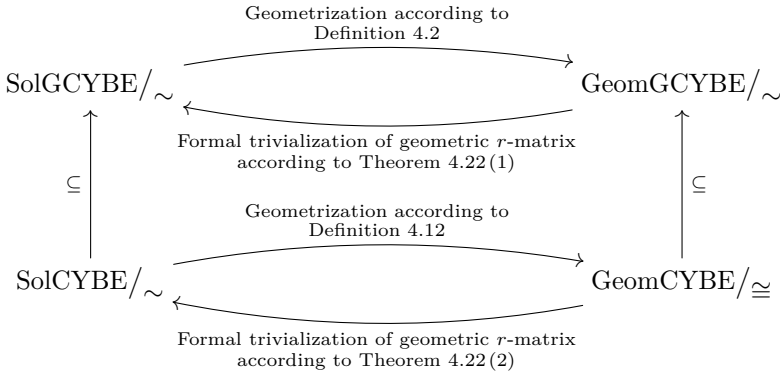 Geometrization according to
Definition 4.2
SolGCYBE/∼ GeomGCYBE/∼
Formal trivialization of geometric r-matrix
according to Theorem 4.22 (1)
⊆ ⊆
Geometrization according to
Definition 4.12
SolCYBE/∼ GeomCYBE/≅
Formal trivialization of geometric r-matrix
according to Theorem 4.22 (2)